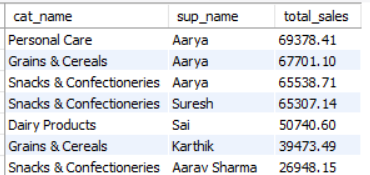 cat_name sup_name total_sales
Personal Care Aarya 69378.41
Grains & Cereals Aarya 67701.10
Snacks & Confectioneries Aarya 65538.71
Snacks & Confectioneries Suresh 65307.14
Dairy Products Sai 50740.60
Grains & Cereals Karthik 39473.49
Snacks & Confectioneries Aarav Sharma 26948.15